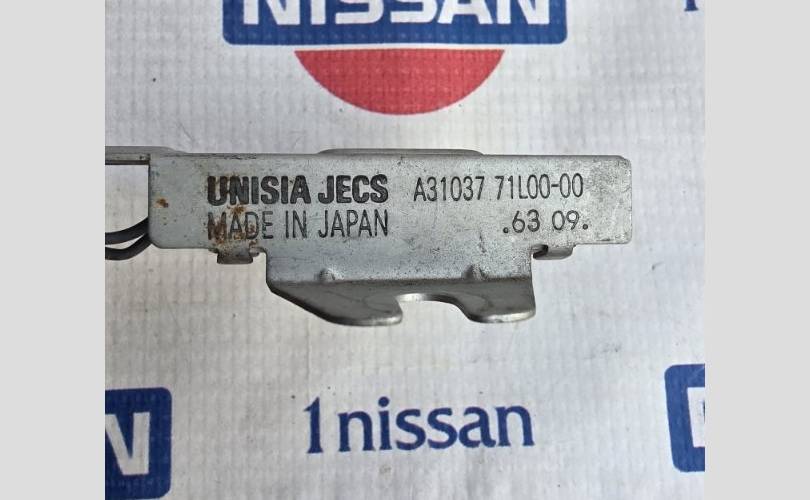 NISSAN
UNISIA JECS A31037 71L00-00
MADE IN JAPAN .63 09.
1nissan